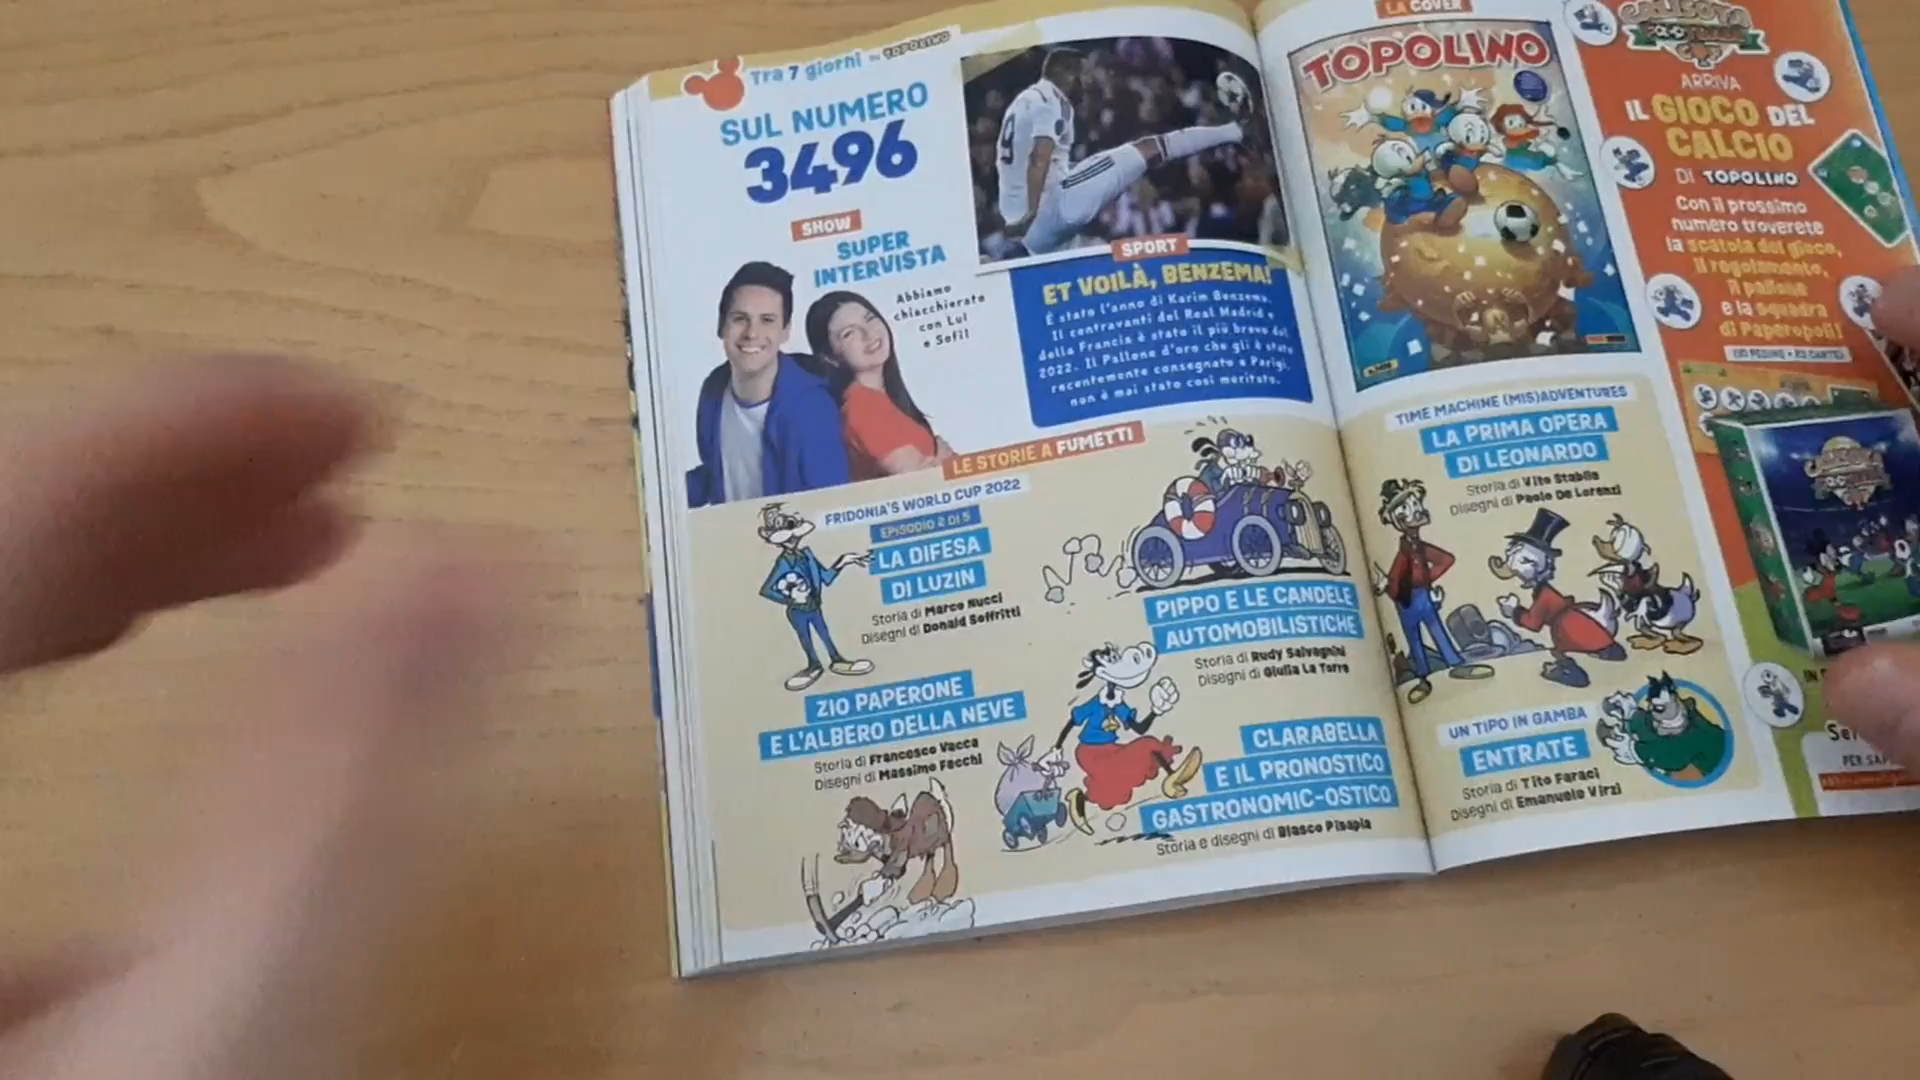 Tra 7 giorni su TOPOLINO
SUL NUMERO
3496
SHOW
SUPER
INTERVISTA
Abbiamo
chiacchierato
con Luì
e Sofì!
SPORT
ET VOILÀ, BENZEMA!
È stato l'anno di Karim Benzema.
Il centravanti del Real Madrid e
della Francia è stato il più bravo del
2022. Il Pallone d'oro che gli è stato
recentemente consegnato a Parigi,
non è mai stato così meritato.
LE STORIE A FUMETTI
FRIDONIA'S WORLD CUP 2022
EPISODIO 2 DI 5
LA DIFESA
DI LUZIN
Storia di Marco Nucci
Disegni di Donald Soffritti
ZIO PAPERONE
E L'ALBERO DELLA NEVE
Storia di Francesco Vacca
Disegni di Massimo Fecchi
PIPPO E LE CANDELE
AUTOMOBILISTICHE
Storia di Rudy Salvagnini
Disegni di Giulia La Torre
CLARABELLA
E IL PRONOSTICO
GASTRONOMIC-OSTICO
Storia e disegni di Blasco Pisapia
LA COVER
TOPOLINO
TIME MACHINE (MIS)ADVENTURES
LA PRIMA OPERA
DI LEONARDO
Storia di Vito Stabile
Disegni di Paolo De Lorenzi
UN TIPO IN GAMBA
ENTRATE
Storia di Tito Faraci
Disegni di Emanuele Virzì
CALISOTA
ARRIVA
IL GIOCO DEL
CALCIO
DI TOPOLINO
Con il prossimo
numero troverete
la scatola del gioco,
il regolamento,
il pallone
e la squadra
di Paperopoli!